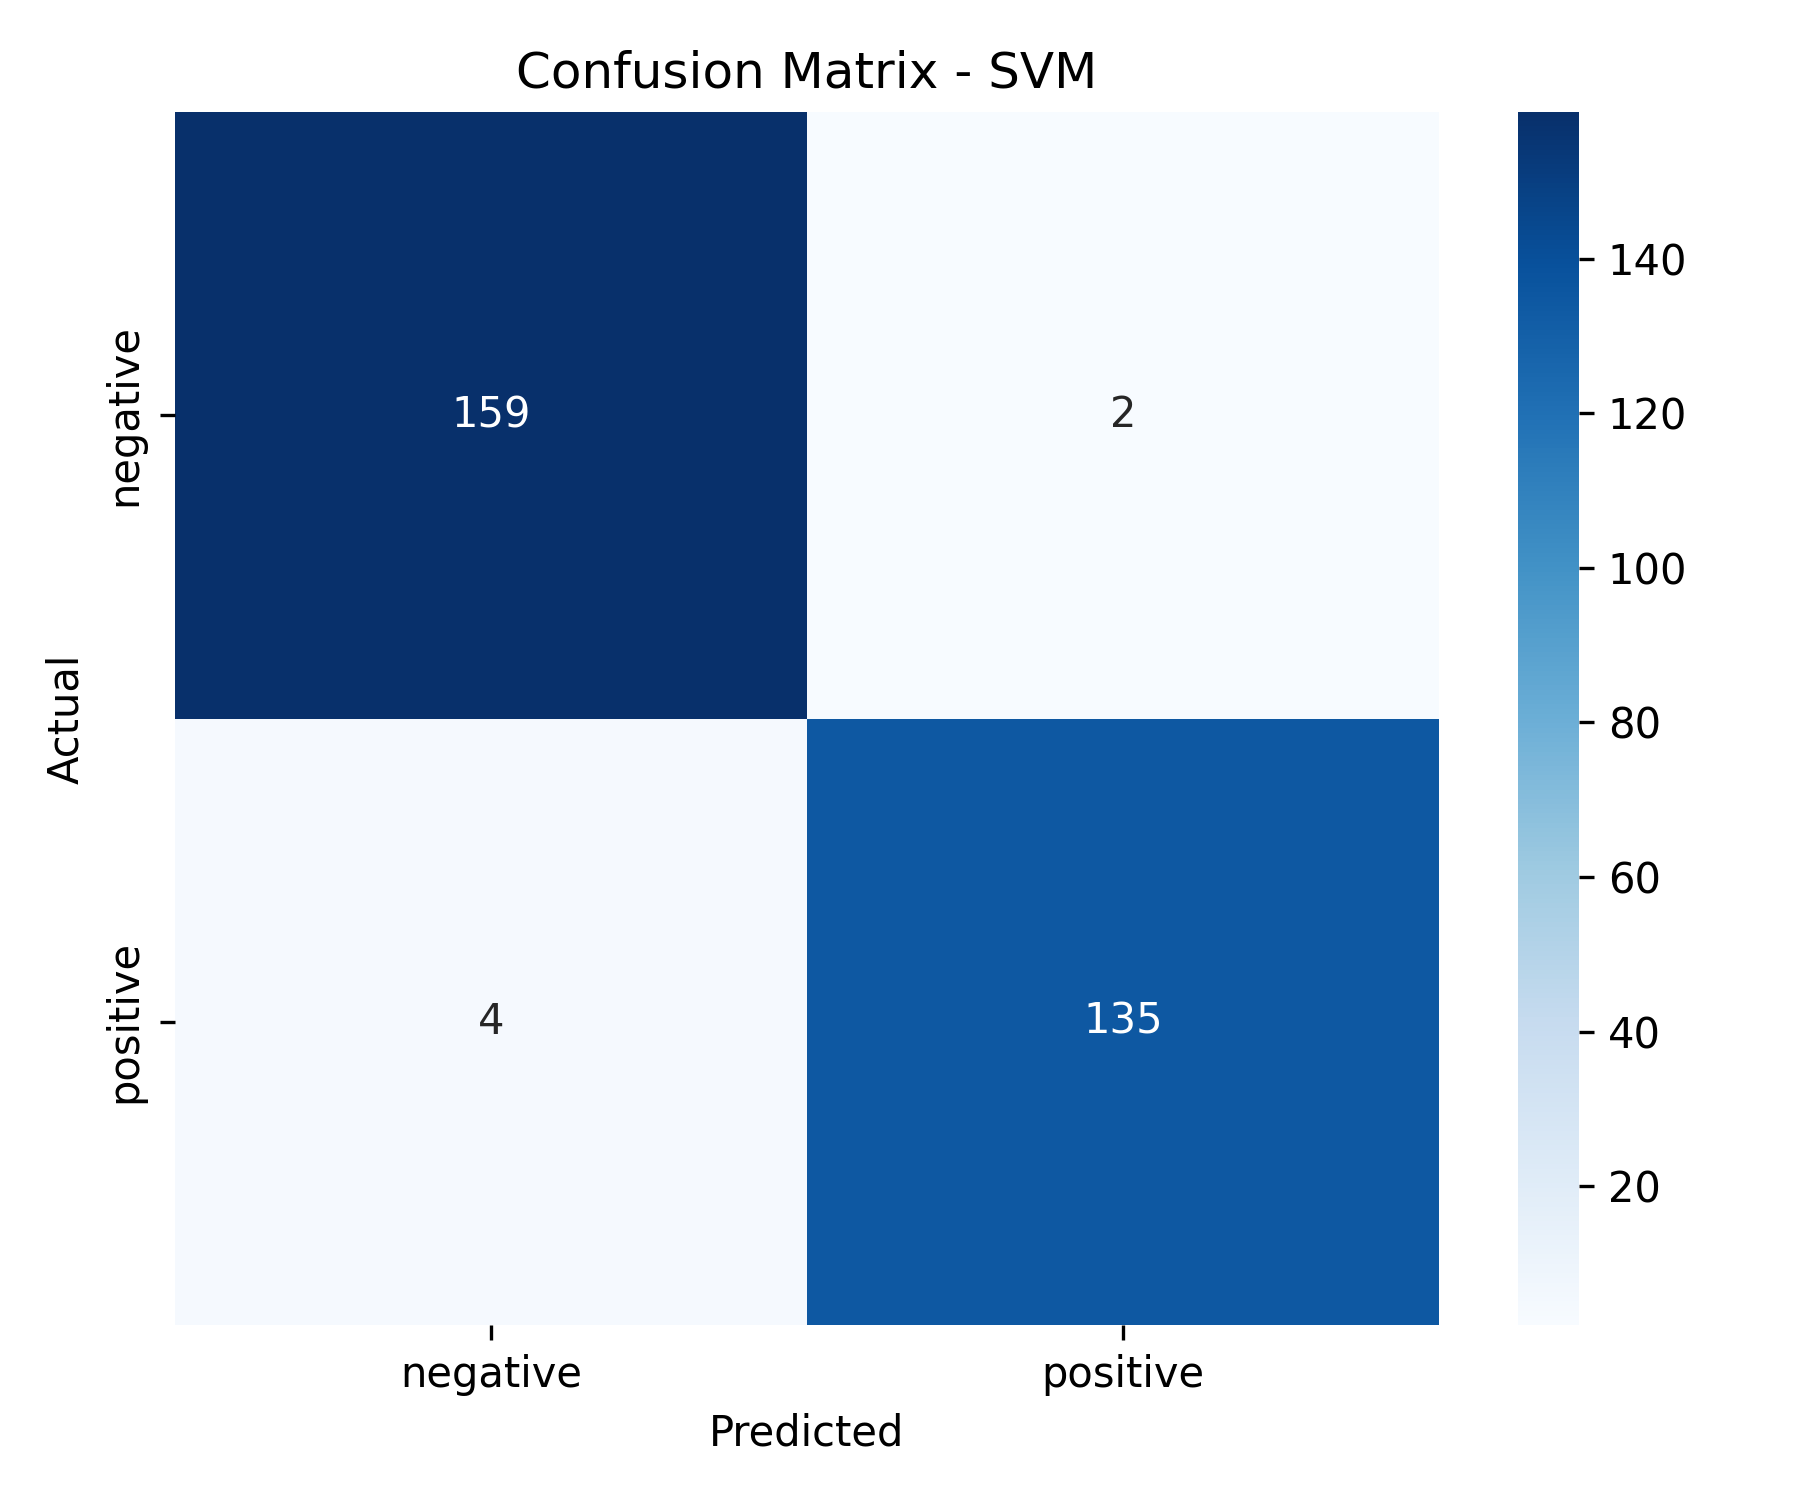 Confusion Matrix - SVM
Actual
negative
159
2
positive
4
135
negative
positive
Predicted
140
120
100
80
60
40
20